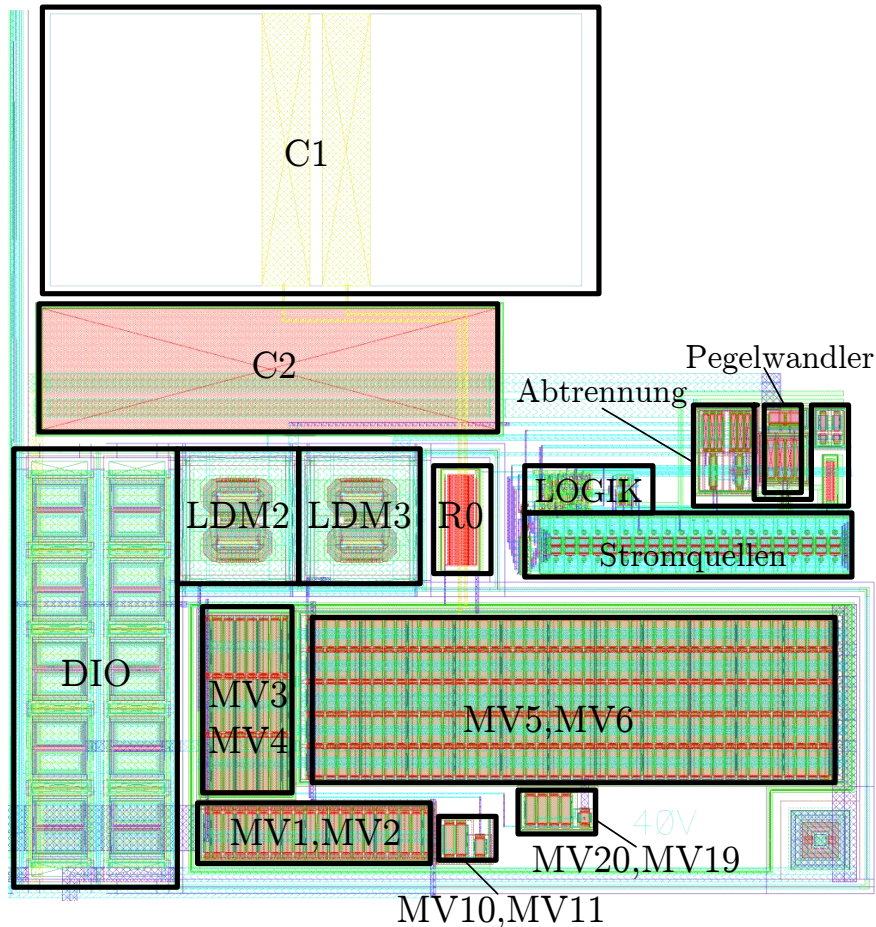 C1
C2
Pegelwandler
Abtrennung
LDM2
LDM3
R0
LOGIK
Stromquellen
DIO
MV3
MV4
MV5,MV6
MV1,MV2
40V
MV20,MV19
MV10,MV11